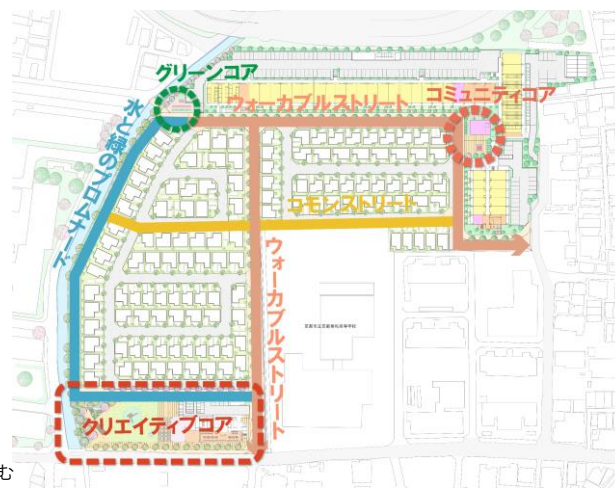 グリーンコア
ウォーカブルストリート
コミュニティコア
水と緑のプロムナード
コモンストリート
ウォーカブルストリート
クリエイティブコア
む